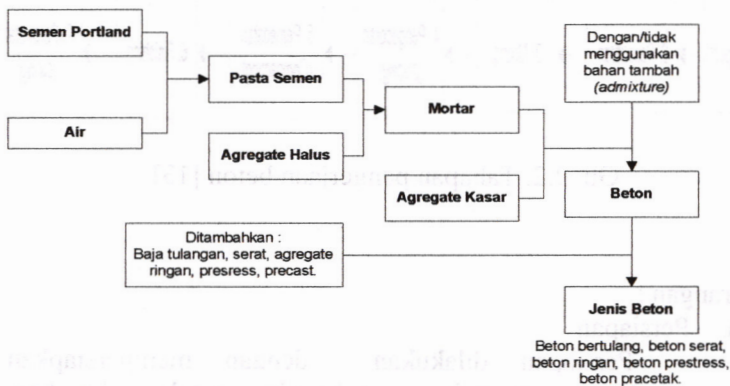 Semen Portland
Air
Pasta Semen
Agregate Halus
Mortar
Agregate Kasar
Dengan/tidak
menggunakan
bahan tambah
(admixture)
Beton
Ditambahkan :
Baja tulangan, serat, agregate
ringan, presress, precast.
Jenis Beton
Beton bertulang, beton serat,
beton ringan, beton prestress,
beton pracetak.